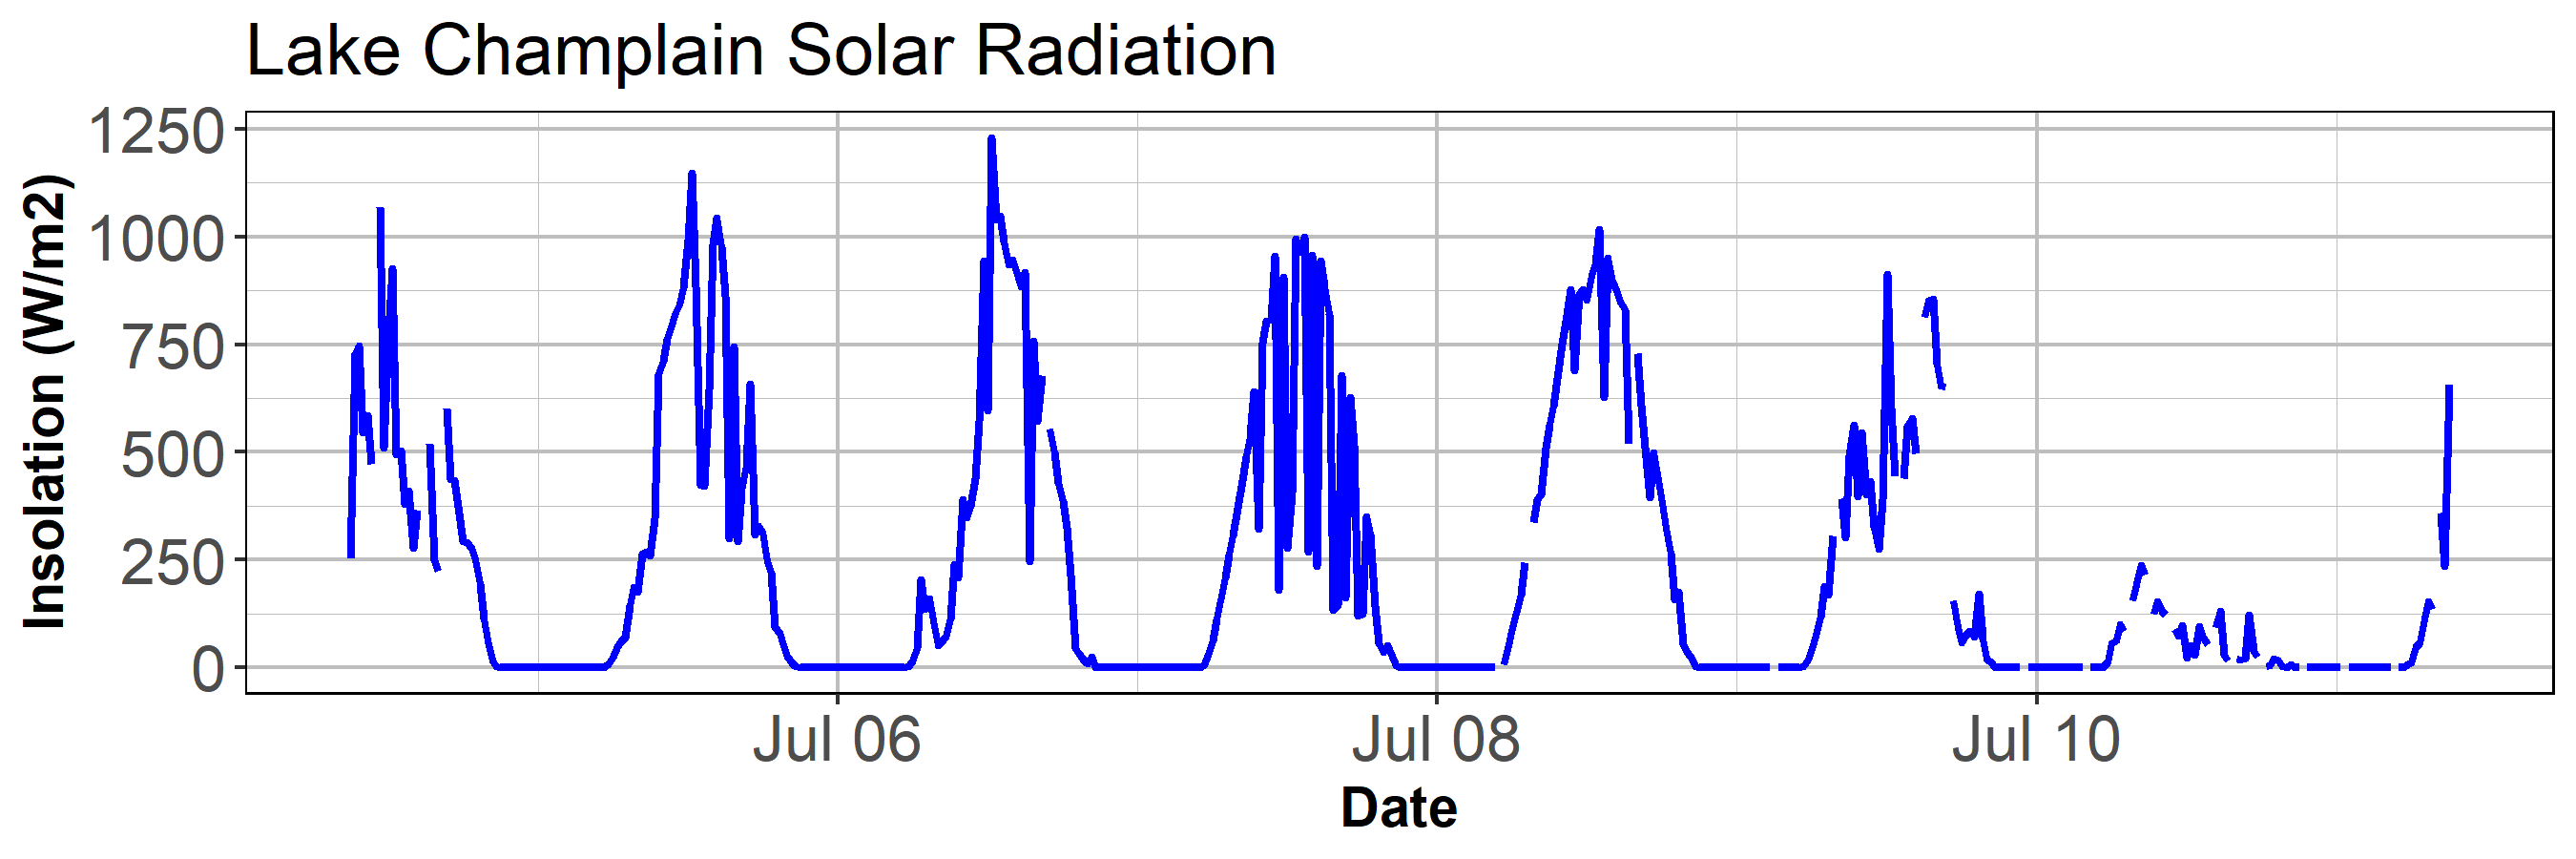 Lake Champlain Solar Radiation
Insolation (W/m2)
1250
1000
750
500
250
0
Jul 06
Jul 08
Jul 10
Date